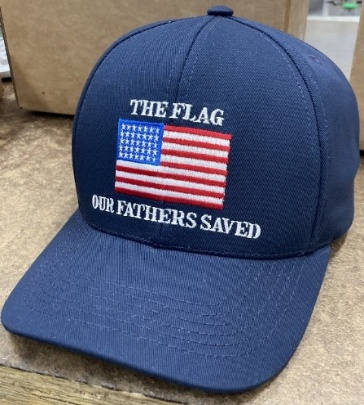 THE FLAG
OUR FATHERS SAVED